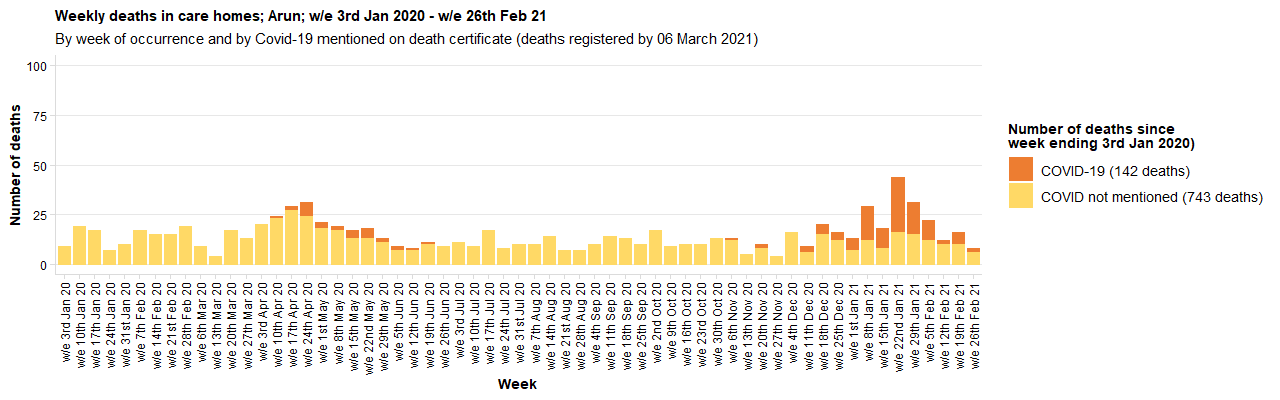 Weekly deaths in care homes; Arun; w/e 3rd Jan 2020 - w/e 26th Feb 21
By week of occurrence and by Covid-19 mentioned on death certificate (deaths registered by 06 March 2021)
Number of deaths
100
75
50
25
0
w/e 3rd Jan 20
w/e 10th Jan 20
w/e 17th Jan 20
w/e 24th Jan 20
w/e 31st Jan 20
w/e 7th Feb 20
w/e 14th Feb 20
w/e 21st Feb 20
w/e 28th Feb 20
w/e 6th Mar 20
w/e 13th Mar 20
w/e 20th Mar 20
w/e 27th Mar 20
w/e 3rd Apr 20
w/e 10th Apr 20
w/e 17th Apr 20
w/e 24th Apr 20
w/e 1st May 20
w/e 8th May 20
w/e 15th May 20
w/e 22nd May 20
w/e 29th May 20
w/e 5th Jun 20
w/e 12th Jun 20
w/e 19th Jun 20
w/e 26th Jun 20
w/e 3rd Jul 20
w/e 10th Jul 20
w/e 17th Jul 20
w/e 24th Jul 20
w/e 31st Jul 20
w/e 7th Aug 20
w/e 14th Aug 20
w/e 21st Aug 20
w/e 28th Aug 20
w/e 4th Sep 20
w/e 11th Sep 20
w/e 18th Sep 20
w/e 25th Sep 20
w/e 2nd Oct 20
w/e 9th Oct 20
w/e 16th Oct 20
w/e 23rd Oct 20
w/e 30th Oct 20
w/e 6th Nov 20
w/e 13th Nov 20
w/e 20th Nov 20
w/e 27th Nov 20
w/e 4th Dec 20
w/e 11th Dec 20
w/e 18th Dec 20
w/e 25th Dec 20
w/e 1st Jan 21
w/e 8th Jan 21
w/e 15th Jan 21
w/e 22nd Jan 21
w/e 29th Jan 21
w/e 5th Feb 21
w/e 12th Feb 21
w/e 19th Feb 21
w/e 26th Feb 21
Week
Number of deaths since
week ending 3rd Jan 2020)
COVID-19 (142 deaths)
COVID not mentioned (743 deaths)